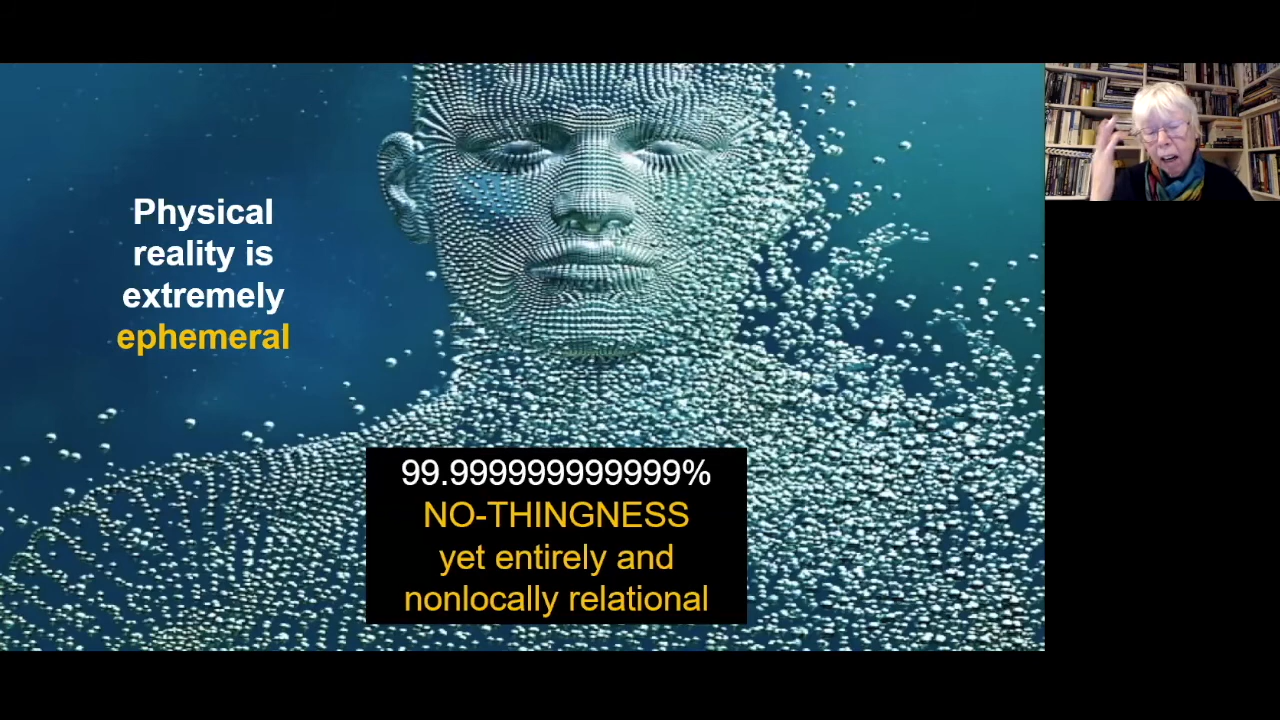 Physical
reality is
extremely
ephemeral
99.999999999999%
NO-THINGNESS
yet entirely and
nonlocally relational